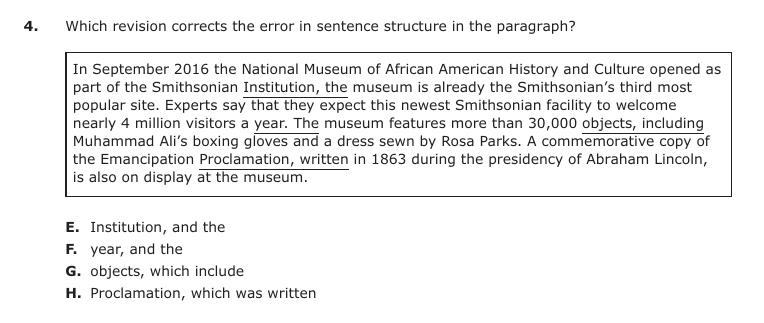 4. Which revision corrects the error in sentence structure in the paragraph?
In September 2016 the National Museum of African American History and Culture opened as
part of the Smithsonian Institution, the museum is already the Smithsonian's third most
popular site. Experts say that they expect this newest Smithsonian facility to welcome
nearly 4 million visitors a year. The museum features more than 30,000 objects, including
Muhammad Ali's boxing gloves and a dress sewn by Rosa Parks. A commemorative copy of
the Emancipation Proclamation, written in 1863 during the presidency of Abraham Lincoln,
is also on display at the museum.
E. Institution, and the
F. year, and the
G. objects, which include
H. Proclamation, which was written